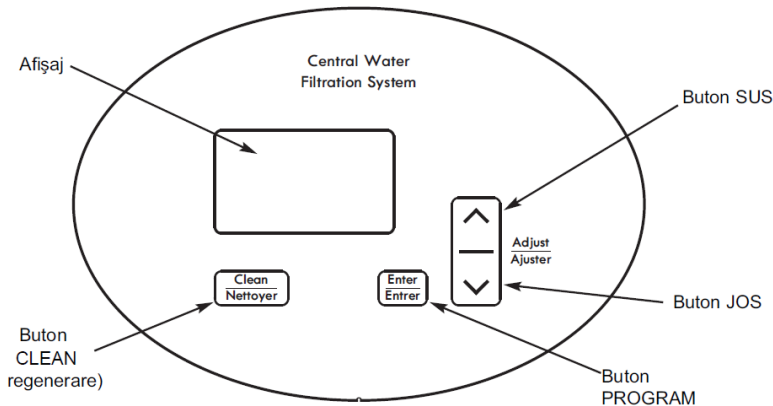 Afişaj
Central Water
Filtration System
Buton SUS
Adjust
Ajuster
Clean
Nettoyer
Enter
Entrer
Buton JOS
Buton
CLEAN
regenerare)
Buton
PROGRAM